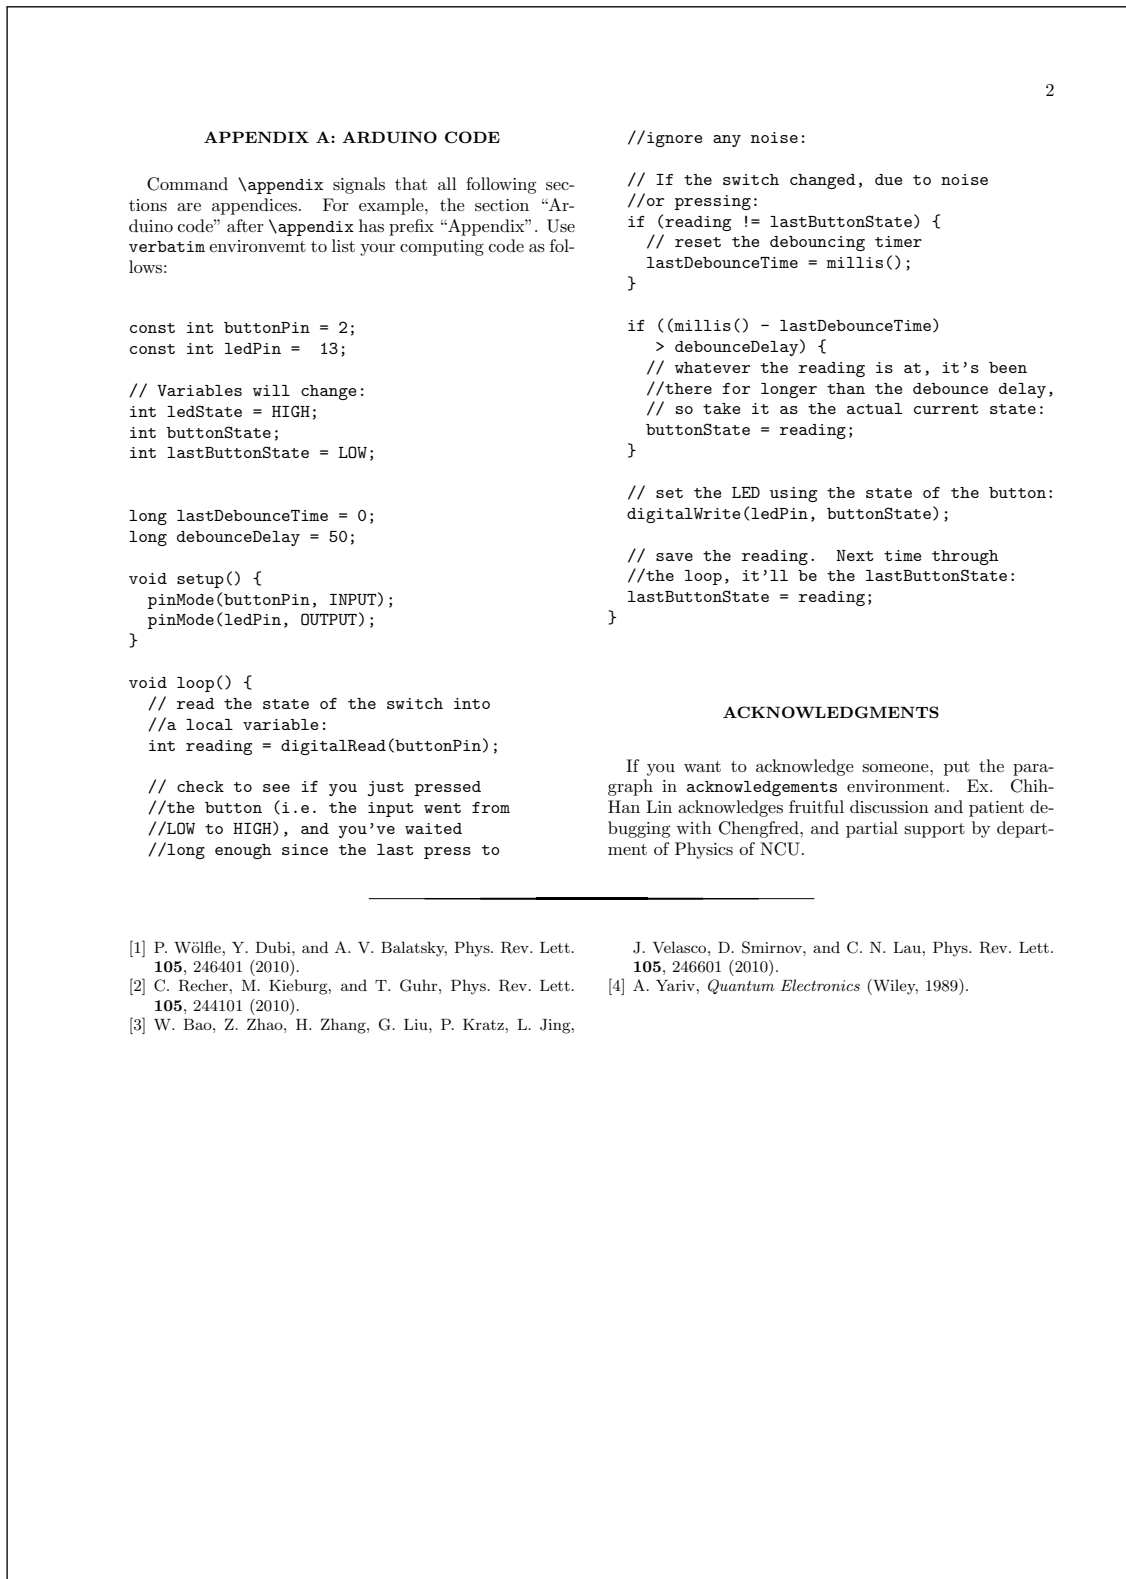 2
APPENDIX A: ARDUINO CODE
Command \appendix signals that all following sec-
tions are appendices. For example, the section “Ar-
duino code” after \appendix has prefix “Appendix”. Use
verbatim environvemt to list your computing code as fol-
lows:
const int buttonPin = 2;
const int ledPin =  13;
// Variables will change:
int ledState = HIGH;
int buttonState;
int lastButtonState = LOW;
long lastDebounceTime = 0;
long debounceDelay = 50;
void setup() {
  pinMode(buttonPin, INPUT);
  pinMode(ledPin, OUTPUT);
}
void loop() {
  // read the state of the switch into
  //a local variable:
  int reading = digitalRead(buttonPin);
  // check to see if you just pressed
  //the button (i.e. the input went from
  //LOW to HIGH), and you've waited
  //long enough since the last press to
  //ignore any noise:
  // If the switch changed, due to noise
  //or pressing:
  if (reading != lastButtonState) {
    // reset the debouncing timer
    lastDebounceTime = millis();
  }
  if ((millis() - lastDebounceTime)
     > debounceDelay) {
    // whatever the reading is at, it's been
    //there for longer than the debounce delay,
    // so take it as the actual current state:
    buttonState = reading;
  }
  // set the LED using the state of the button:
  digitalWrite(ledPin, buttonState);
  // save the reading.  Next time through
  //the loop, it'll be the lastButtonState:
  lastButtonState = reading;
}
ACKNOWLEDGMENTS
If you want to acknowledge someone, put the para-
graph in acknowledgements environment. Ex. Chih-
Han Lin acknowledges fruitful discussion and patient de-
bugging with Chengfred, and partial support by depart-
ment of Physics of NCU.
[1] P. Wölfle, Y. Dubi, and A. V. Balatsky, Phys. Rev. Lett.
105, 246401 (2010).
[2] C. Recher, M. Kieburg, and T. Guhr, Phys. Rev. Lett.
105, 244101 (2010).
[3] W. Bao, Z. Zhao, H. Zhang, G. Liu, P. Kratz, L. Jing,
J. Velasco, D. Smirnov, and C. N. Lau, Phys. Rev. Lett.
105, 246601 (2010).
[4] A. Yariv, Quantum Electronics (Wiley, 1989).